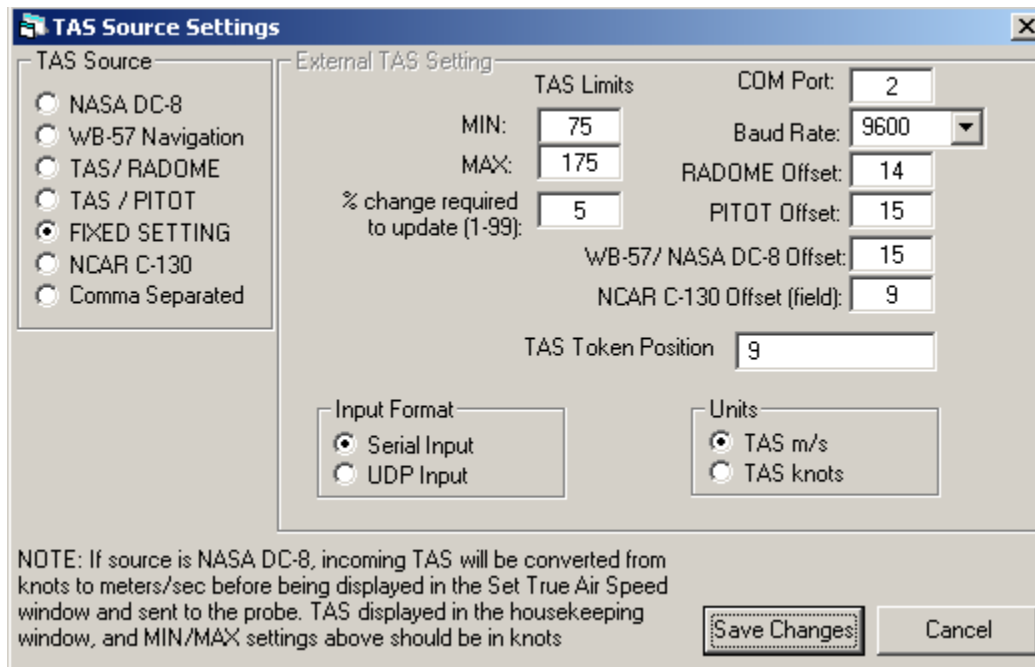 TAS Source Settings
TAS Source
NASA DC-8
WB-57 Navigation
TAS/ RADOME
TAS / PITOT
FIXED SETTING
NCAR C-130
Comma Separated
External TAS Setting
TAS Limits
MIN: 75
MAX: 175
% change required
to update (1-99): 5
COM Port: 2
Baud Rate: 9600
RADOME Offset: 14
PITOT Offset: 15
WB-57/ NASA DC-8 Offset: 15
NCAR C-130 Offset (field): 9
TAS Token Position 9
Input Format
Serial Input
UDP Input
Units
TAS m/s
TAS knots
NOTE: If source is NASA DC-8, incoming TAS will be converted from
knots to meters/sec before being displayed in the Set True Air Speed
window and sent to the probe. TAS displayed in the housekeeping
window, and MIN/MAX settings above should be in knots
Save Changes
Cancel